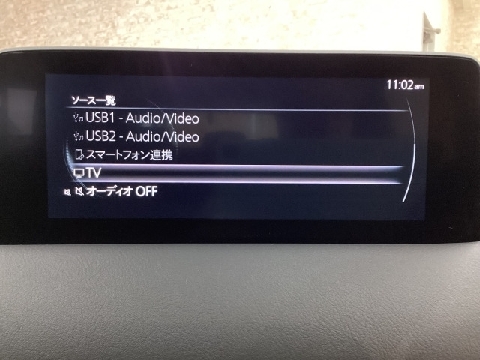 11:02am
ソース一覧
USB1 - Audio/Video
USB2 - Audio/Video
スマートフォン連携
TV
オーディオ OFF